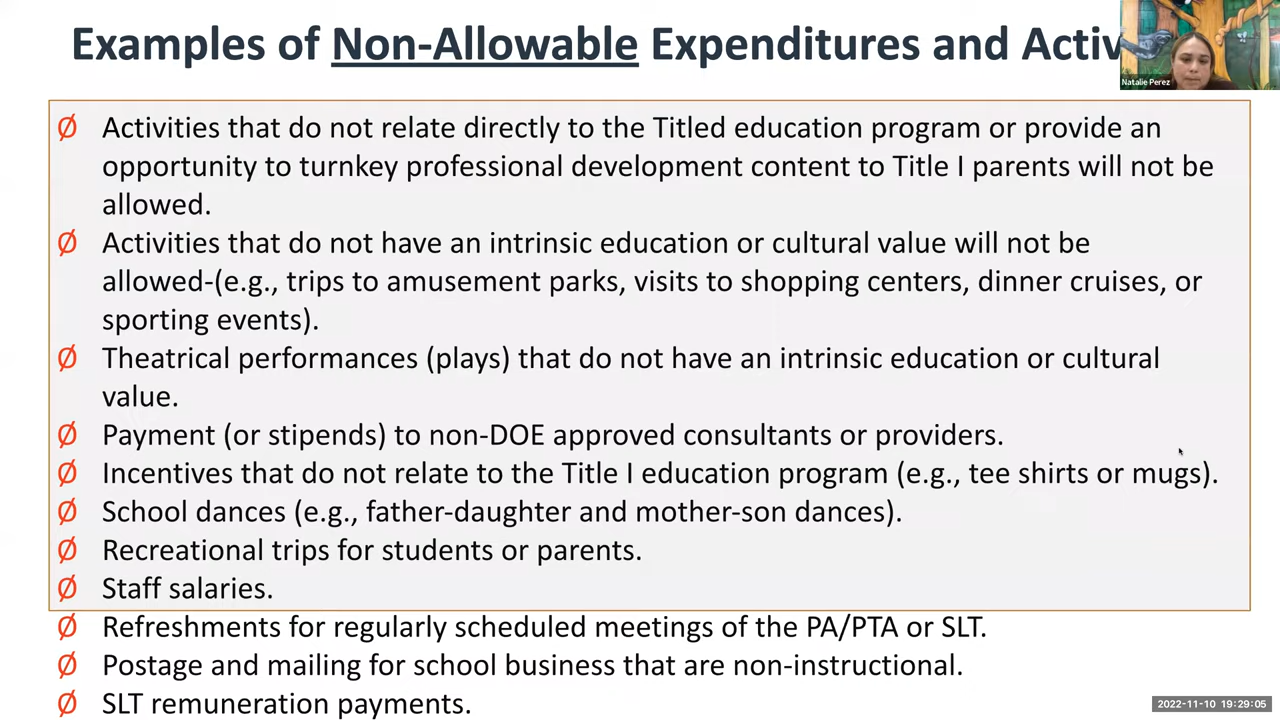 Examples of Non-Allowable Expenditures and Activ
Natalie Perez
Ø Activities that do not relate directly to the Titled education program or provide an
opportunity to turnkey professional development content to Title I parents will not be
allowed.
Ø Activities that do not have an intrinsic education or cultural value will not be
allowed-(e.g., trips to amusement parks, visits to shopping centers, dinner cruises, or
sporting events).
Ø Theatrical performances (plays) that do not have an intrinsic education or cultural
value.
Ø Payment (or stipends) to non-DOE approved consultants or providers.
Ø Incentives that do not relate to the Title I education program (e.g., tee shirts or mugs).
Ø School dances (e.g., father-daughter and mother-son dances).
Ø Recreational trips for students or parents.
Ø Staff salaries.
Ø Refreshments for regularly scheduled meetings of the PA/PTA or SLT.
Ø Postage and mailing for school business that are non-instructional.
Ø SLT remuneration payments.
2022-11-10 19:29:05